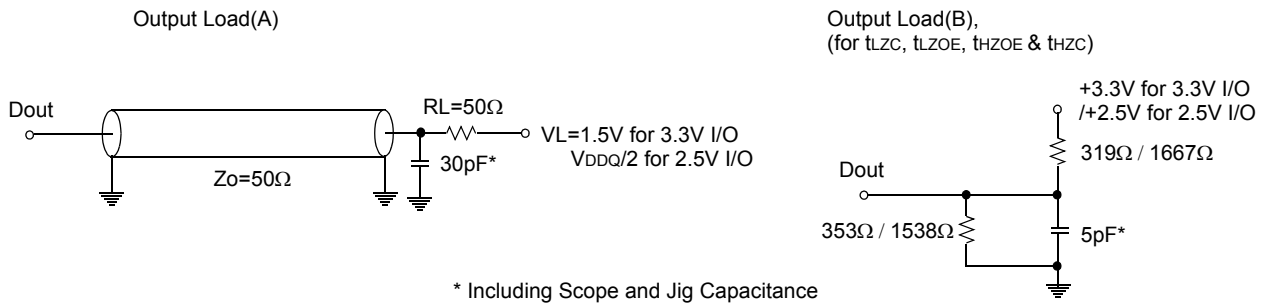 Output Load(A)
Dout
Zo=50Ω
RL=50Ω
30pF*
VL=1.5V for 3.3V I/O
VDDQ/2 for 2.5V I/O
Output Load(B),
(for tLZC, tLZOE, tHZOE & tHZC)
+3.3V for 3.3V I/O
/+2.5V for 2.5V I/O
319Ω / 1667Ω
Dout
353Ω / 1538Ω
5pF*
* Including Scope and Jig Capacitance